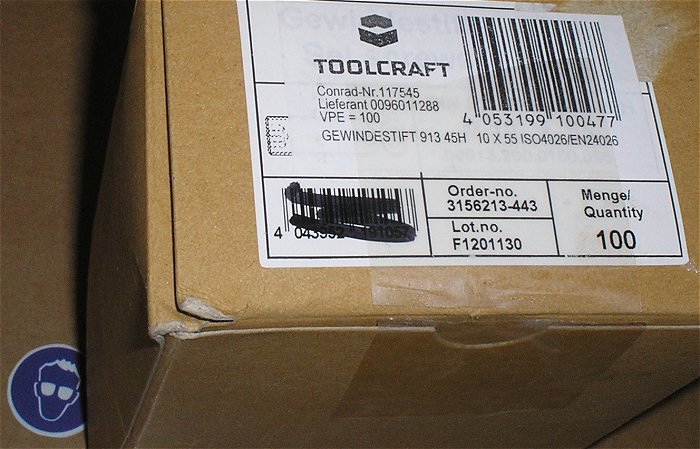 TOOLCRAFT
Conrad-Nr.117545
Lieferant 0096011288
VPE = 100
4 053199 100477
GEWINDESTIFT 913 45H 10 X 55 ISO4026/EN24026
Order-no.
3156213-443
Lot.no.
F1201130
Menge/
Quantity
100
4